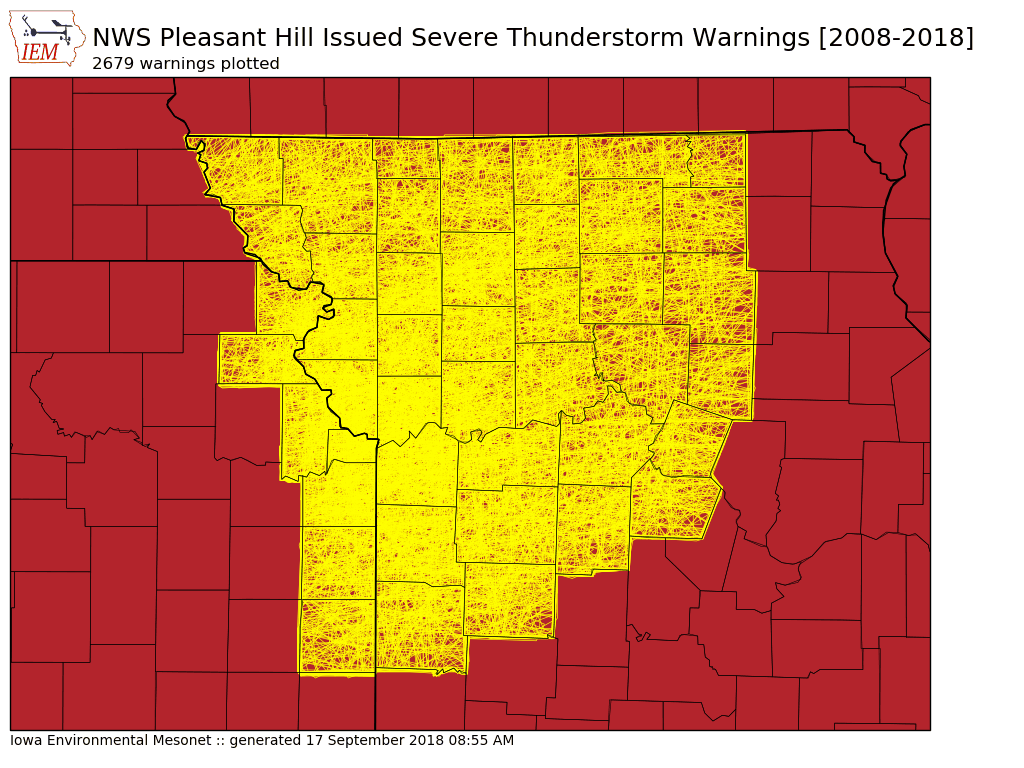 IEM
NWS Pleasant Hill Issued Severe Thunderstorm Warnings [2008-2018]
2679 warnings plotted
Iowa Environmental Mesonet :: generated 17 September 2018 08:55 AM